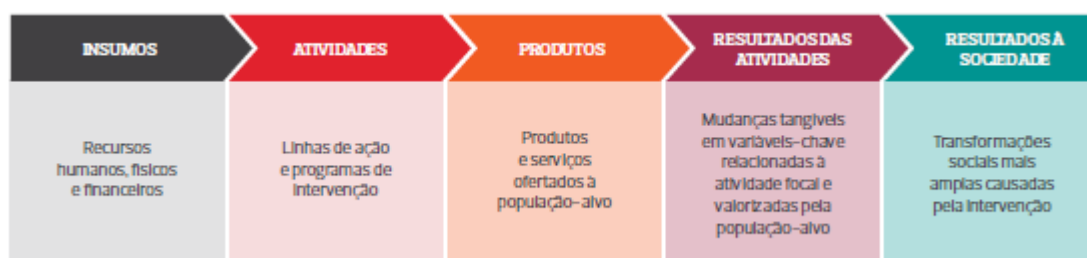 INSUMOS
ATIVIDADES
PRODUTOS
RESULTADOS DAS
ATIVIDADES
RESULTADOS À
SOCIEDADE
Recursos
humanos, físicos
e financeiros
Linhas de ação
e programas de
intervenção
Produtos
e serviços
ofertados à
população-alvo
Mudanças tangíveis
em variáveis-chave
relacionadas à
atividade focal e
valorizadas pela
população-alvo
Transformações
sociais mais
amplas causadas
pela intervenção